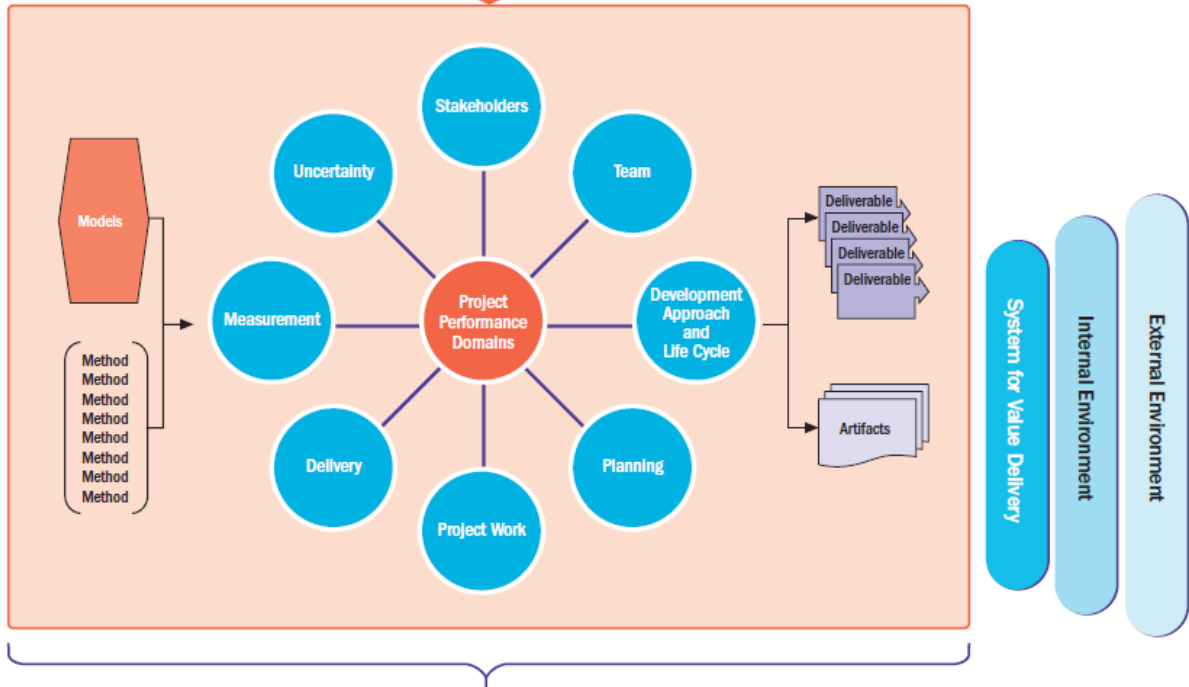 Stakeholders
Uncertainty
Team
Models
Measurement
Project
Performance
Domains
Development
Approach
and
Life Cycle
Deliverable
Deliverable
Deliverable
Deliverable
Method
Method
Method
Method
Method
Method
Method
Method
Artifacts
Delivery
Planning
Project Work
System for Value Delivery
Internal Environment
External Environment